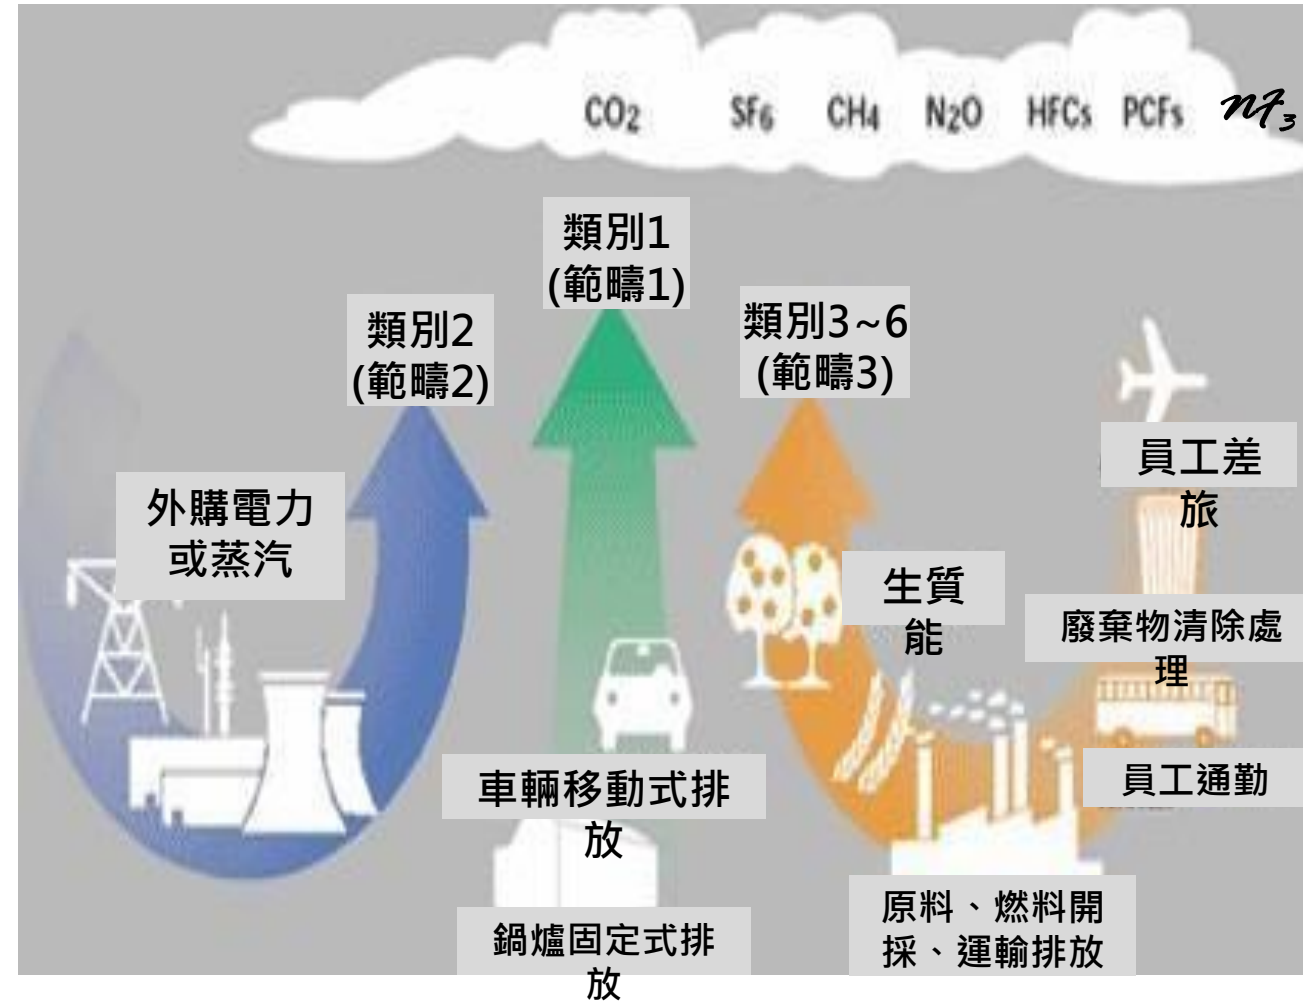 CO2 SF6 CH4 N2O HFCs PCFs NF3
類別1
(範疇1)
類別2
(範疇2)
類別3~6
(範疇3)
員工差
旅
外購電力
或蒸汽
生質
能
廢棄物清除處
理
車輛移動式排
放
員工通勤
原料、燃料開
採、運輸排放
鍋爐固定式排
放